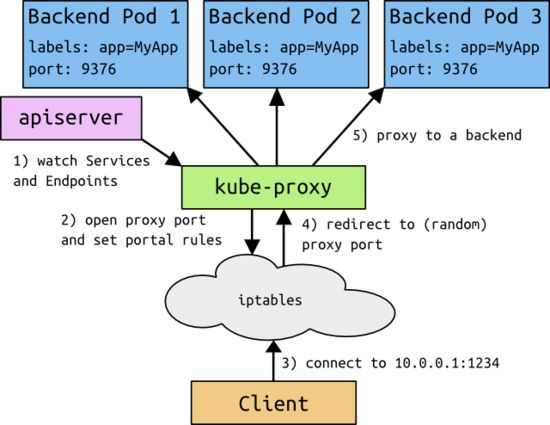 Backend Pod 1
labels: app=MyApp
port: 9376
Backend Pod 2
labels: app=MyApp
port: 9376
Backend Pod 3
labels: app=MyApp
port: 9376
apiserver
1) watch Services
and Endpoints
5) proxy to a backend
kube-proxy
2) open proxy port
and set portal rules
4) redirect to (random)
proxy port
iptables
3) connect to 10.0.0.1:1234
Client